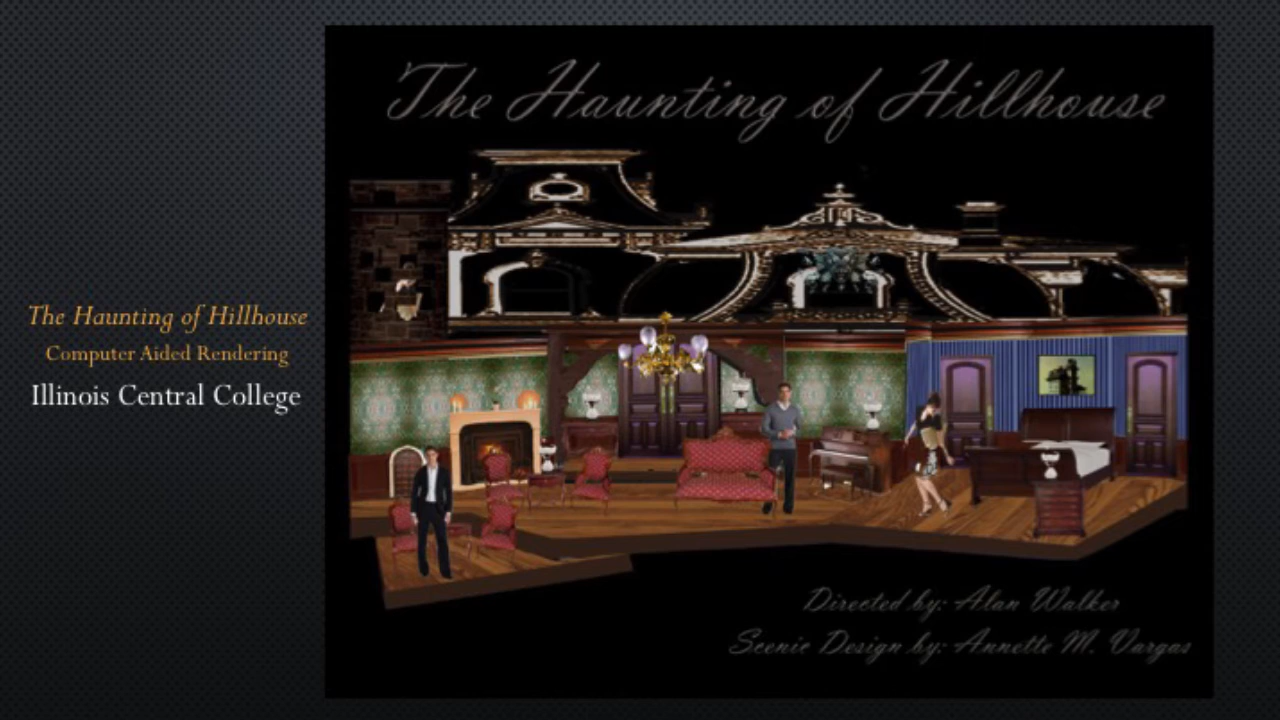 The Haunting of Hillhouse
Computer Aided Rendering
Illinois Central College
The Haunting of Hillhouse
Directed by: Alan Walker
Scenic Design by: Annette M. Vargas